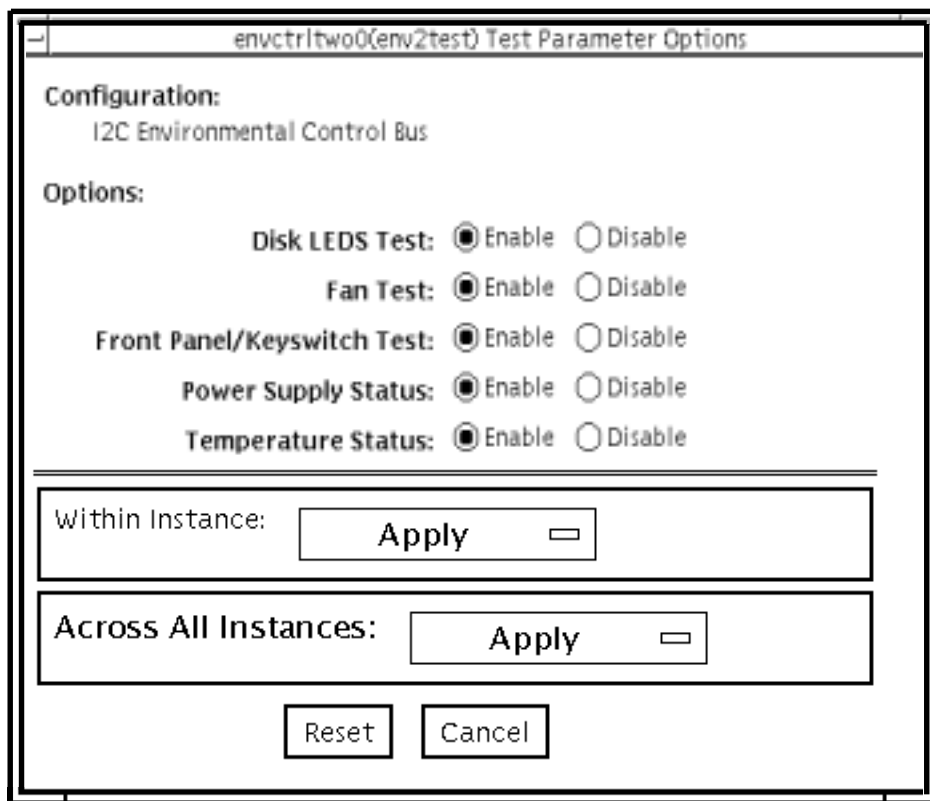 envctrltwo0(env2test) Test Parameter Options
Configuration:
I2C Environmental Control Bus
Options:
Disk LEDS Test: Enable Disable
Fan Test: Enable Disable
Front Panel/Keyswitch Test: Enable Disable
Power Supply Status: Enable Disable
Temperature Status: Enable Disable
Within Instance: Apply
Across All Instances: Apply
Reset Cancel